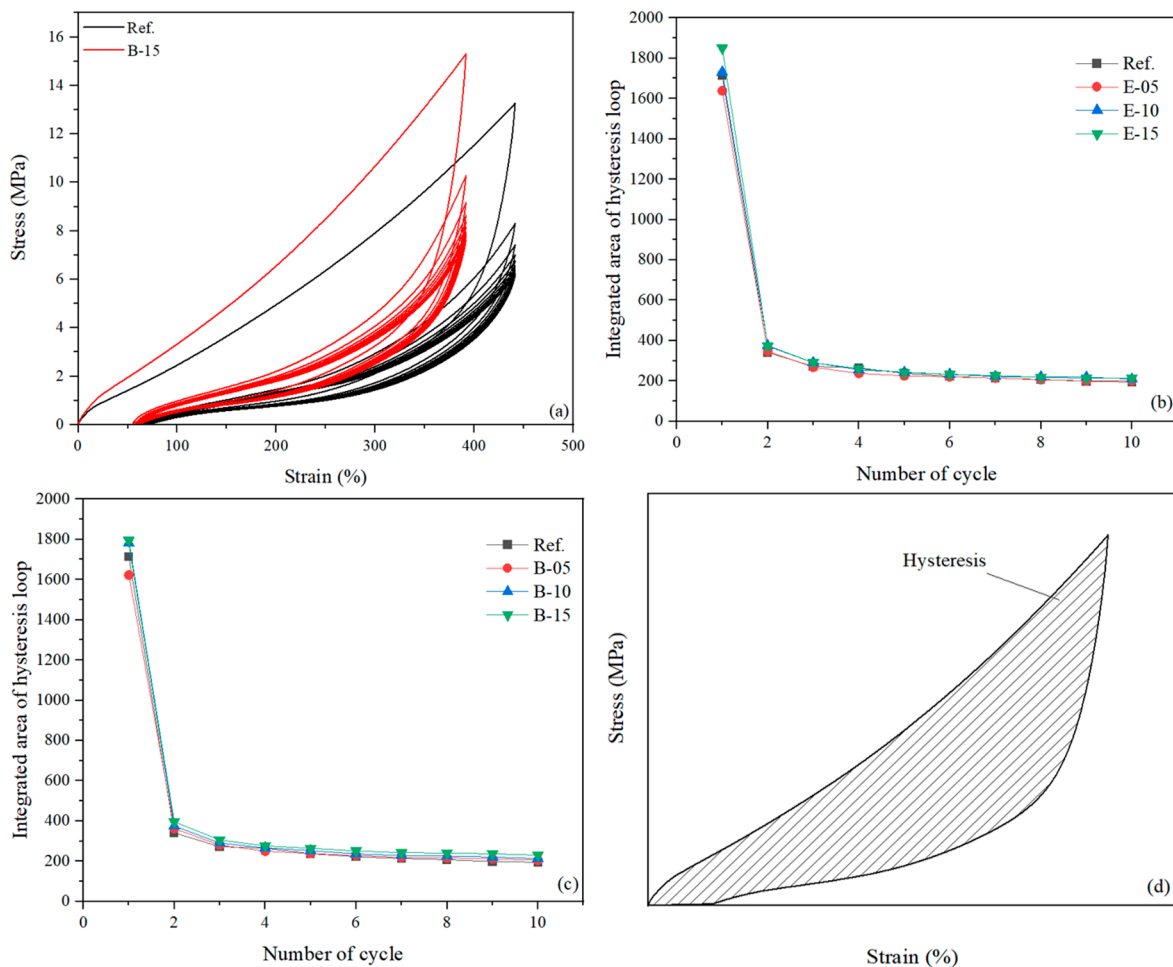 Ref.
B-15
16
14
12
10
8
6
4
2
0
0
100
200
300
400
500
Stress (MPa)
Strain (%)
(a)
2000
1800
1600
1400
1200
1000
800
600
400
200
0
0
2
4
6
8
10
Integrated area of hysteresis loop
Number of cycle
Ref.
E-05
E-10
E-15
(b)
2000
1800
1600
1400
1200
1000
800
600
400
200
0
0
2
4
6
8
10
Integrated area of hysteresis loop
Number of cycle
Ref.
B-05
B-10
B-15
(c)
Hysteresis
Stress (MPa)
Strain (%)
(d)